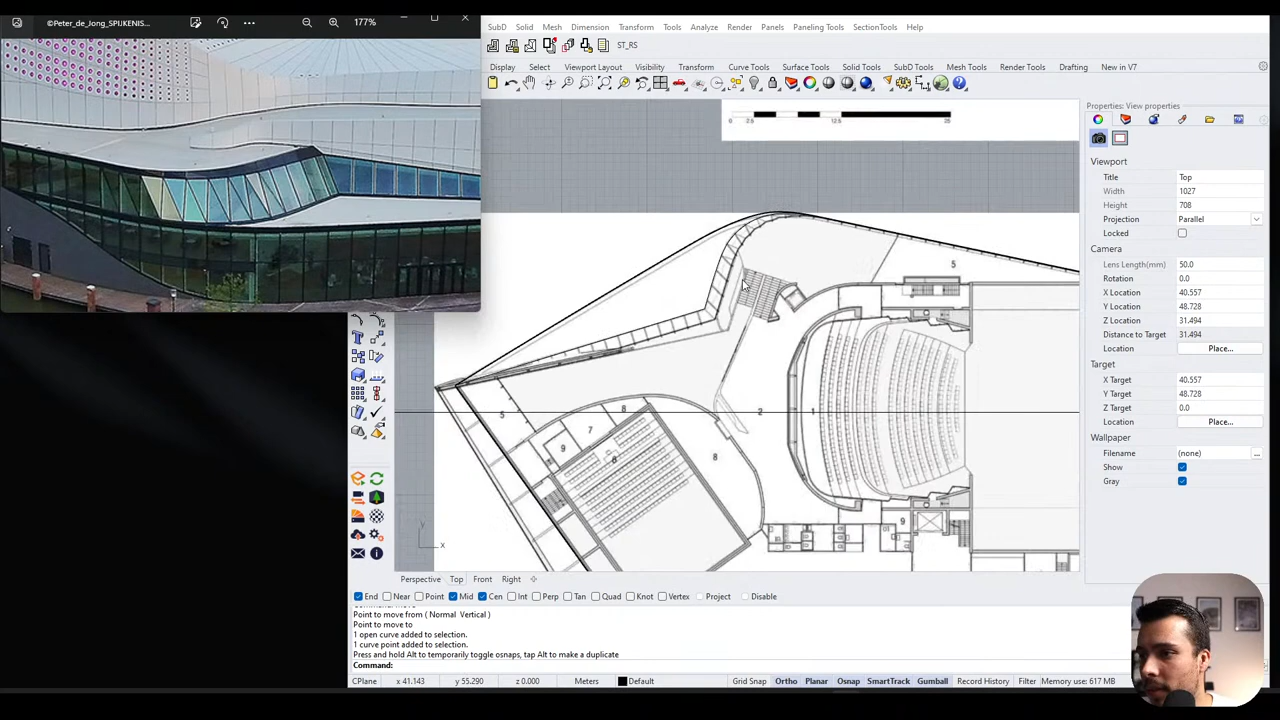 ©Peter_de_Jong_SPIJKENIS...
177%
SubD Solid Mesh Dimension Transform Tools Analyze Render Panels Paneling Tools SectionTools Help
ST_RS
Display Select Viewport Layout Visibility Transform Curve Tools Surface Tools Solid Tools SubD Tools Mesh Tools Render Tools Drafting New in V7
0 2.5 12.5 25
5
5
8
7
9
6
8
2
1
9
y
x
Properties: View properties
Viewport
Title Top
Width 1027
Height 708
Projection Parallel
Locked
Camera
Lens Length(mm) 50.0
Rotation 0.0
X Location 40.557
Y Location 48.728
Z Location 31.494
Distance to Target 31.494
Location Place...
Target
X Target 40.557
Y Target 48.728
Z Target 0.0
Location Place...
Wallpaper
Filename (none) ...
Show
Gray
Perspective Top Front Right
End Near Point Mid Cen Int Perp Tan Quad Knot Vertex Project Disable
Point to move from ( Normal Vertical )
Point to move to
1 open curve added to selection.
1 curve point added to selection.
Press and hold Alt to temporarily toggle osnaps, tap Alt to make a duplicate
Command:
CPlane x 41.143 y 55.290 z 0.000 Meters Default Grid Snap Ortho Planar Osnap SmartTrack Gumball Record History Filter Memory use: 617 MB